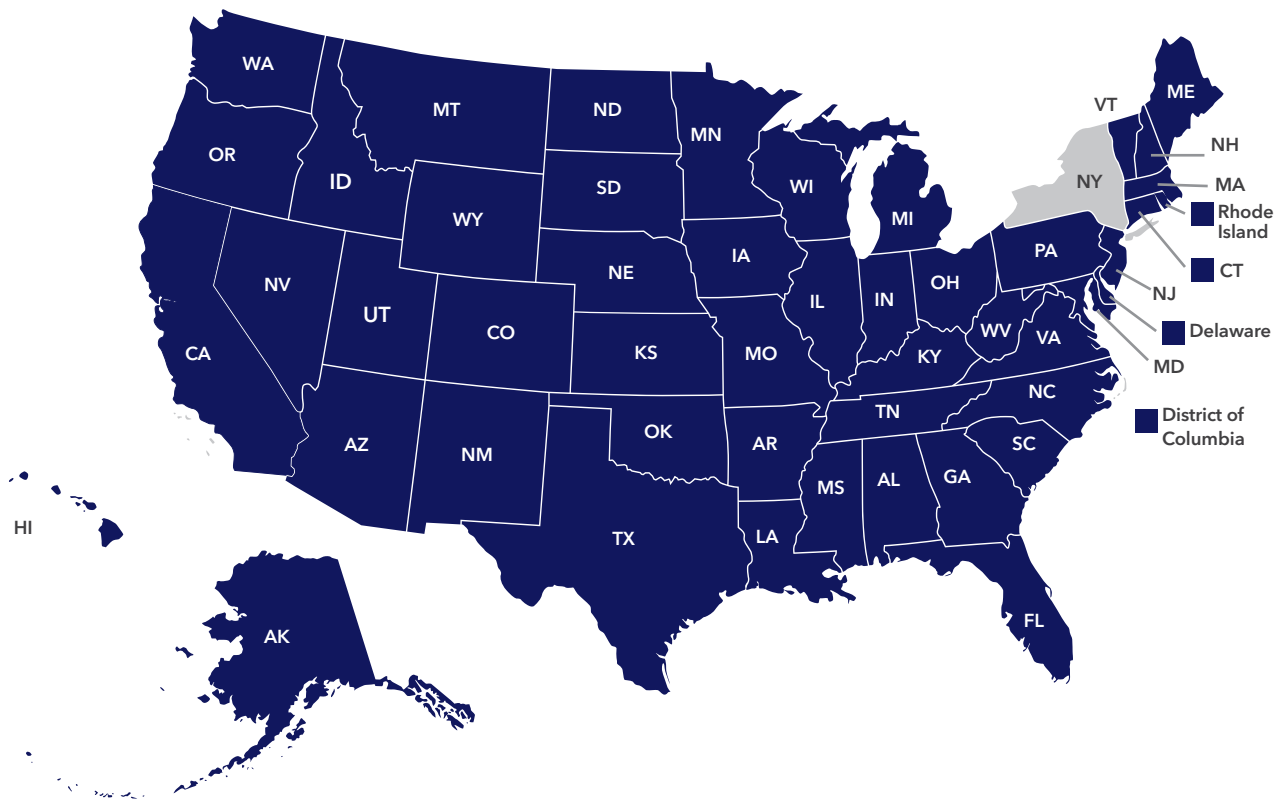 WA
MT
ND
MN
VT
ME
OR
ID
SD
WI
MI
NY
NH
MA
WY
Rhode
Island
NV
UT
NE
IA
PA
CT
CO
IL
IN
OH
NJ
CA
KS
MO
KY
WV
VA
Delaware
MD
AZ
NM
OK
AR
TN
NC
District of
Columbia
SC
MS
AL
GA
HI
TX
LA
FL
AK